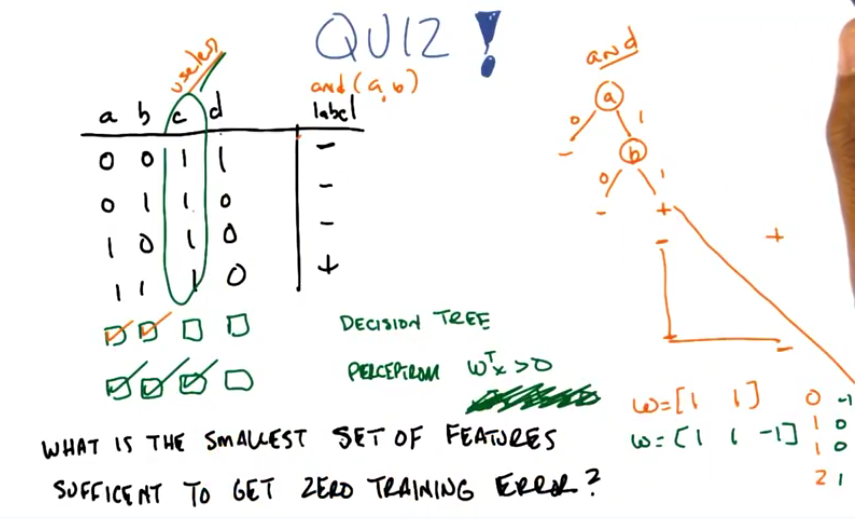 QUIZ!
useless
and (a, b)
a b c d label
0 0 1 1 -
0 1 1 0 -
1 0 1 0 -
1 1 1 0 +
DECISION TREE
PERCEPTRON wᵀx >0
WHAT IS THE SMALLEST SET OF FEATURES
SUFFICENT TO GET ZERO TRAINING ERROR?
and
a
0 1
- b
0 1
- +
- +
+ -
w=[1 1]
w=[1 1 -1]
0 -1
1 0
1 0
2 1